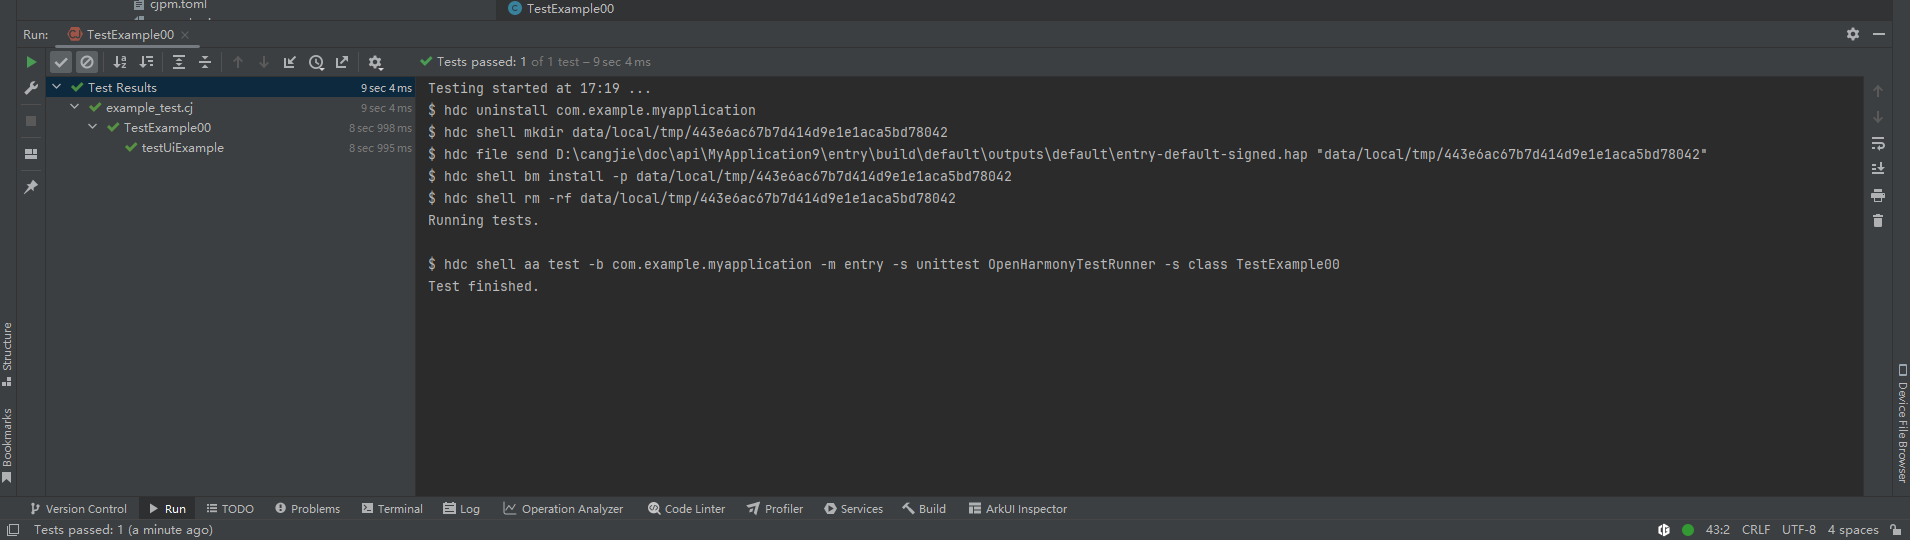 cjpm.toml
TestExample00
Run: TestExample00
Tests passed: 1 of 1 test – 9 sec 4 ms
Test Results 9 sec 4 ms
example_test.cj 9 sec 4 ms
TestExample00 8 sec 998 ms
testUiExample 8 sec 995 ms
Testing started at 17:19 ...
$ hdc uninstall com.example.myapplication
$ hdc shell mkdir data/local/tmp/443e6ac67b7d414d9e1e1aca5bd78042
$ hdc file send D:\cangjie\doc\api\MyApplication9\entry\build\default\outputs\default\entry-default-signed.hap "data/local/tmp/443e6ac67b7d414d9e1e1aca5bd78042"
$ hdc shell bm install -p data/local/tmp/443e6ac67b7d414d9e1e1aca5bd78042
$ hdc shell rm -rf data/local/tmp/443e6ac67b7d414d9e1e1aca5bd78042
Running tests.
$ hdc shell aa test -b com.example.myapplication -m entry -s unittest OpenHarmonyTestRunner -s class TestExample00
Test finished.
Structure
Bookmarks
Device File Browser
Version Control Run TODO Problems Terminal Log Operation Analyzer Code Linter Profiler Services Build ArkUI Inspector
Tests passed: 1 (a minute ago) 43:2 CRLF UTF-8 4 spaces